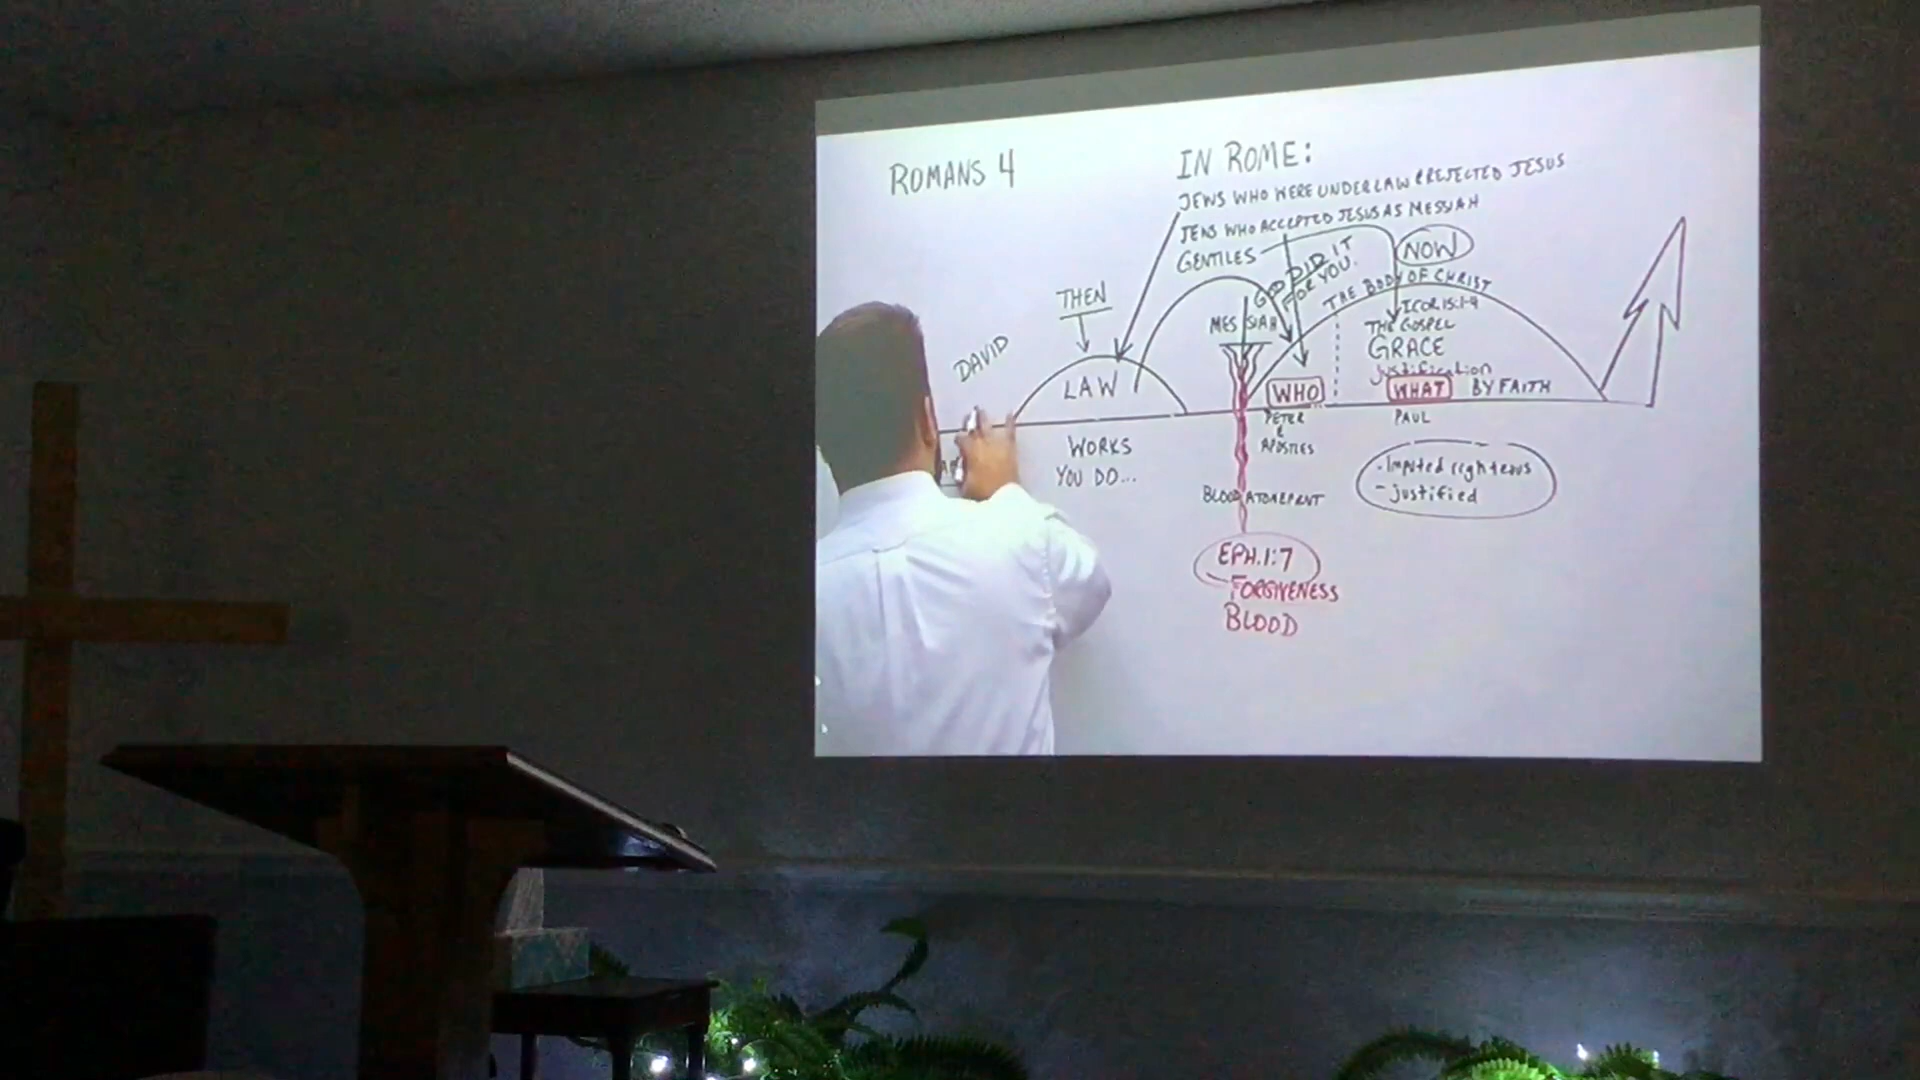 ROMANS 4
IN ROME:
JEWS WHO WERE UNDER LAW & REJECTED JESUS
JEWS WHO ACCEPTED JESUS AS MESSIAH
GENTILES
NOW
GOD DID IT
FOR YOU.
THE BODY OF CHRIST
THEN
DAVID
MESSIAH
I COR 15:1-4
THE GOSPEL
GRACE
justification
LAW
WHO
WHAT BY FAITH
PETER
&
APOSTLES
PAUL
WORKS
YOU DO...
- Imputed righteous
- justified
BLOOD ATONEMENT
EPH. 1:7
FORGIVENESS
BLOOD